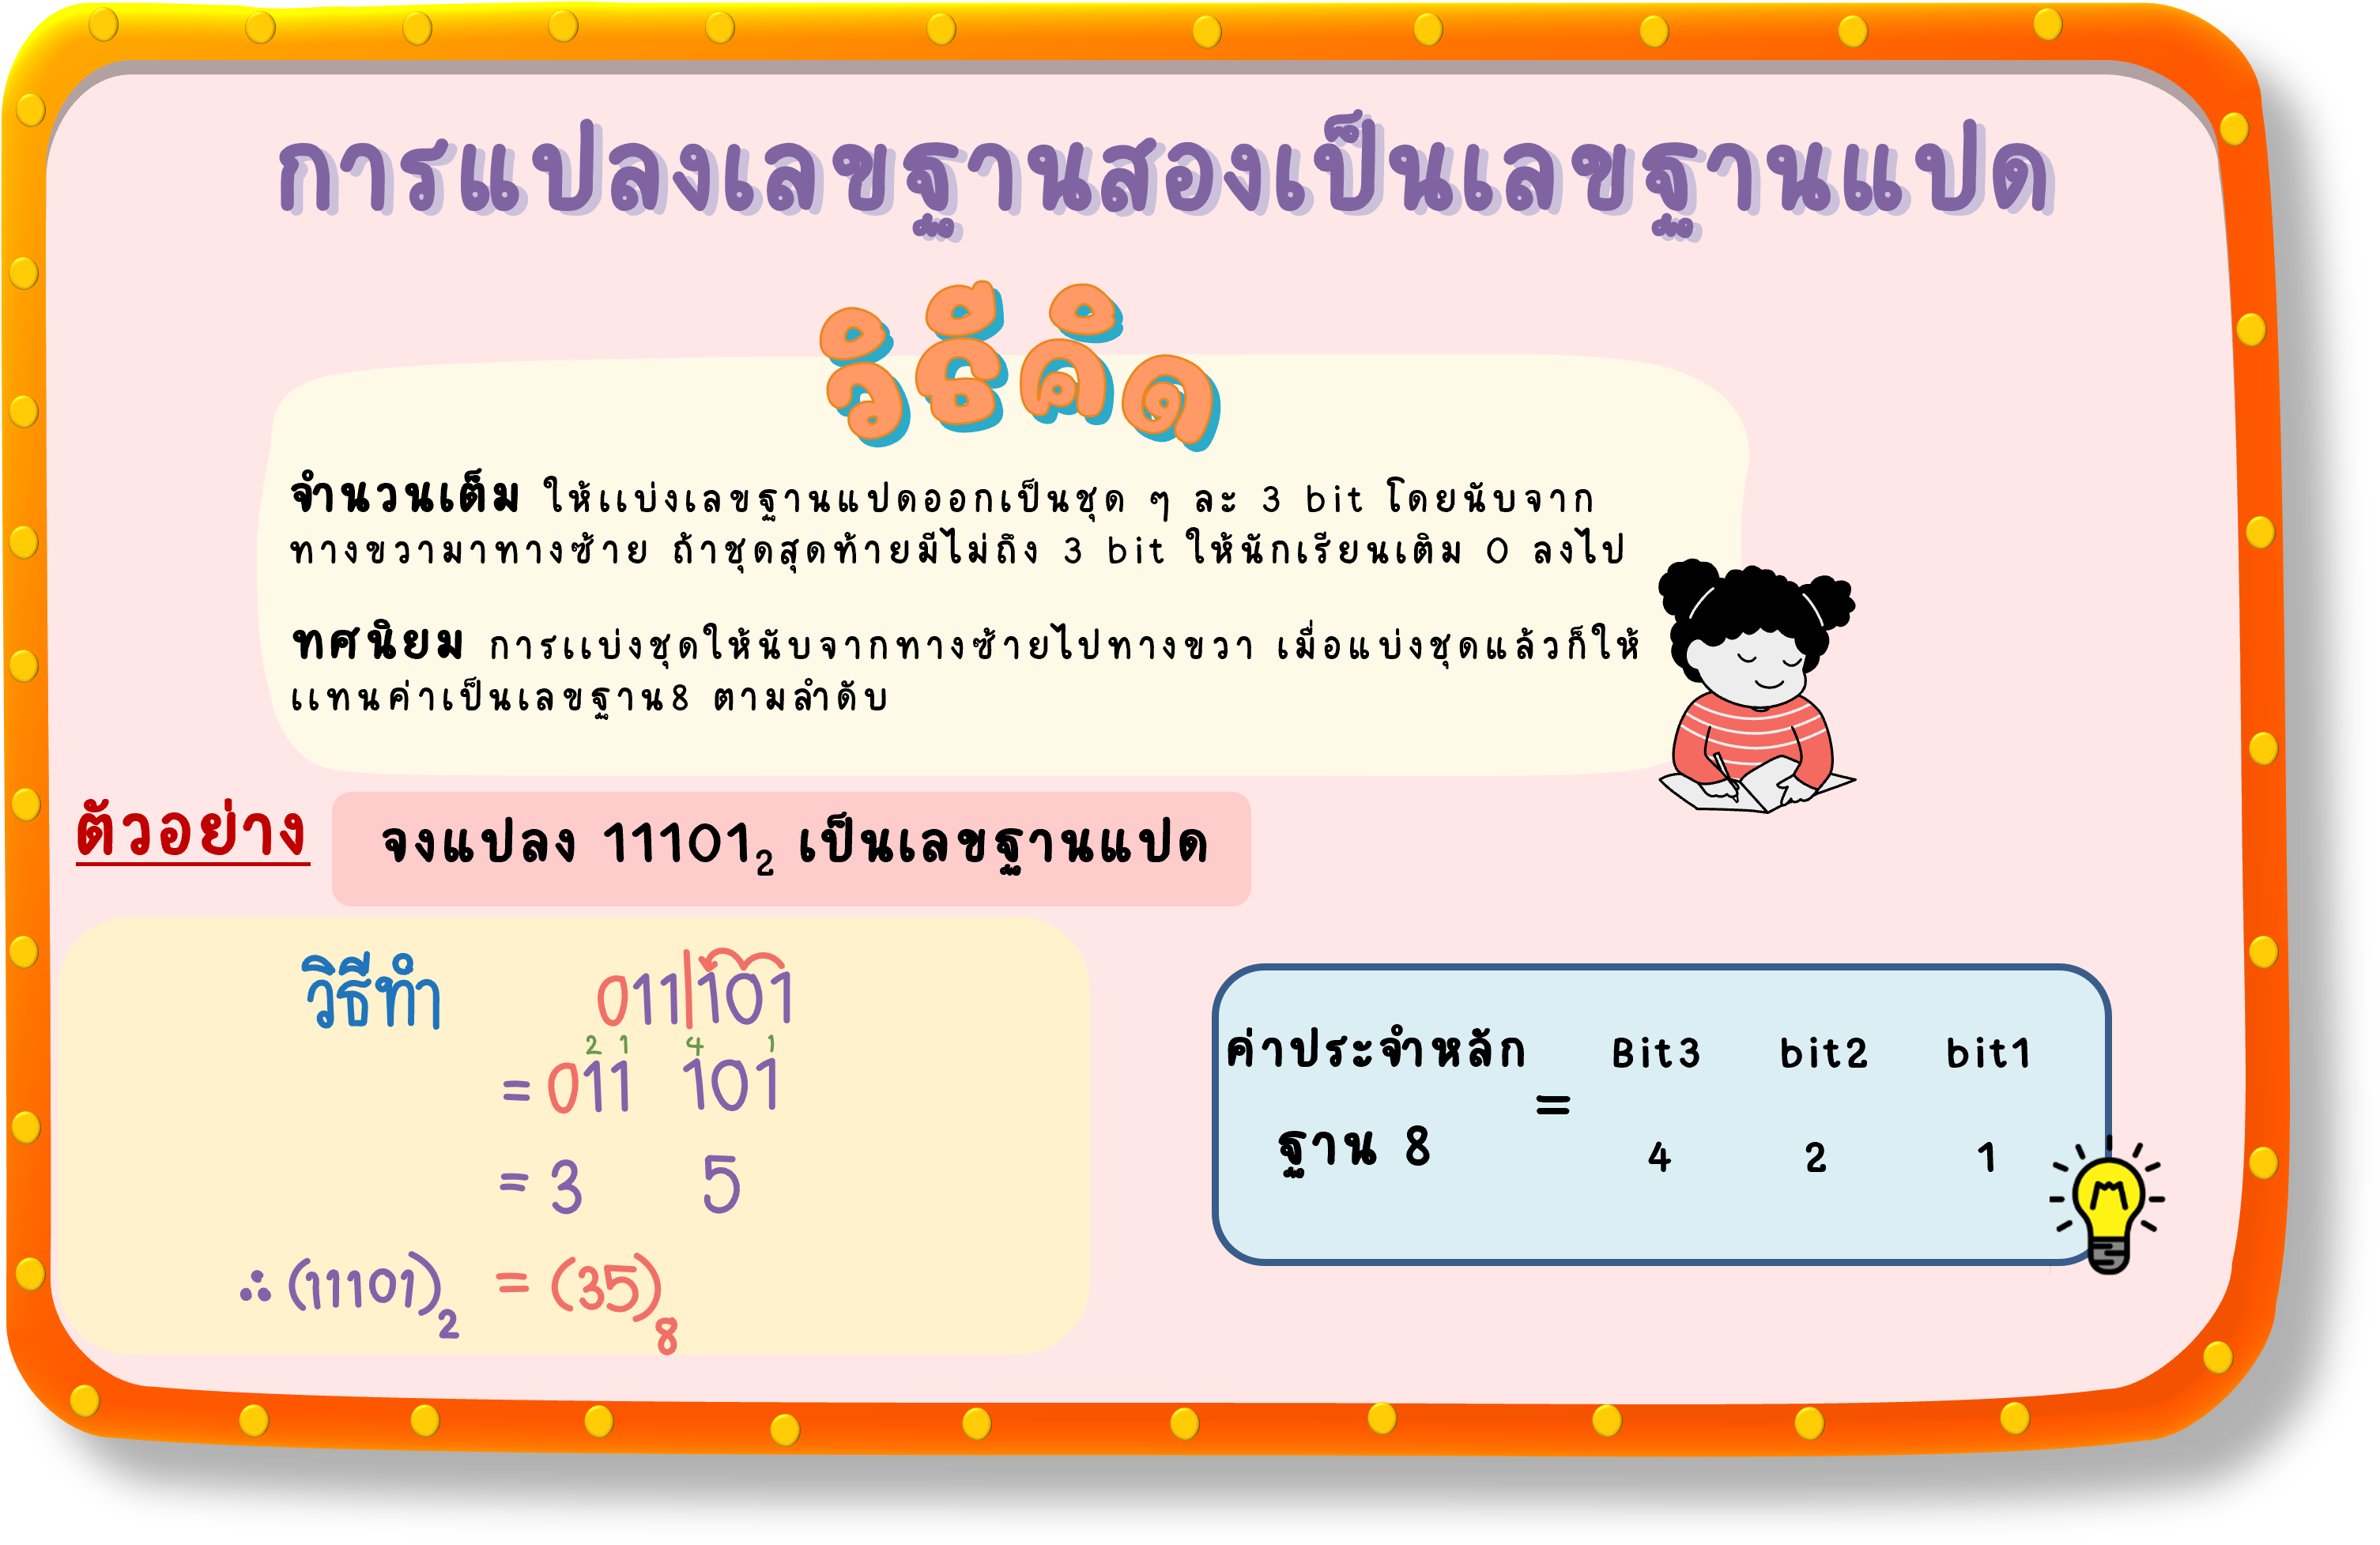 การแปลงเลขฐานสองเป็นเลขฐานแปด
วิธีคิด
จำนวนเต็ม ให้แบ่งเลขฐานแปดออกเป็นชุด ๆ ละ 3 bit โดยนับจาก
ทางขวามาทางซ้าย ถ้าชุดสุดท้ายมีไม่ถึง 3 bit ให้นักเรียนเติม 0 ลงไป
ทศนิยม การแบ่งชุดให้นับจากทางซ้ายไปทางขวา เมื่อแบ่งชุดแล้วก็ให้
แทนค่าเป็นเลขฐาน8 ตามลำดับ
ตัวอย่าง จงแปลง 11101₂ เป็นเลขฐานแปด
วิธีทำ 011|101
2 1 4 1
= 011 101
= 3 5
∴ (11101)₂ = (35)₈
ค่าประจำหลัก Bit3 bit2 bit1
=
ฐาน 8 4 2 1